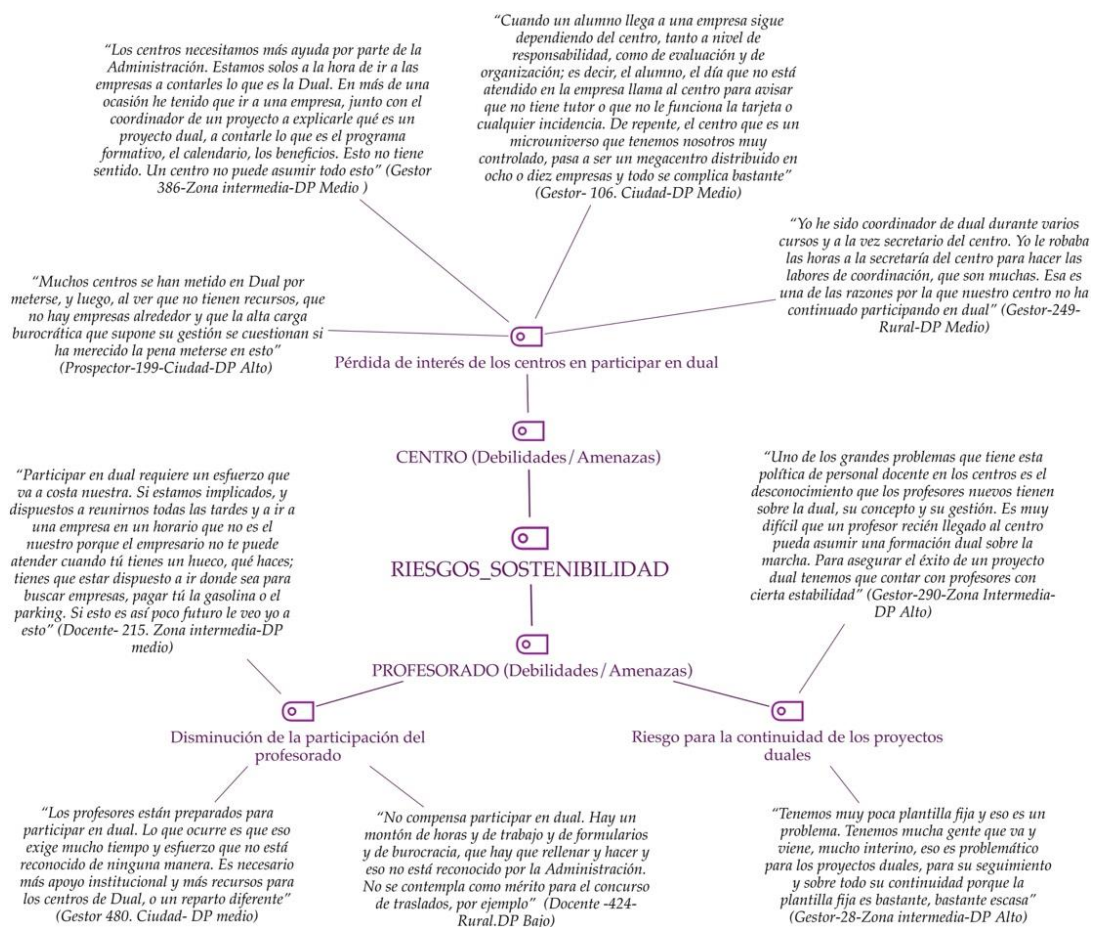 “Los centros necesitamos más ayuda por parte de la
Administración. Estamos solos a la hora de ir a las
empresas a contarles lo que es la Dual. En más de una
ocasión he tenido que ir a una empresa, junto con el
coordinador de un proyecto a explicarle qué es un
proyecto dual, a contarle lo que es el programa
formativo, el calendario, los beneficios. Esto no tiene
sentido. Un centro no puede asumir todo esto” (Gestor
386-Zona intermedia-DP Medio )
“Cuando un alumno llega a una empresa sigue
dependiendo del centro, tanto a nivel de
responsabilidad, como de evaluación y de
organización; es decir, el alumno, el día que no está
atendido en la empresa llama al centro para avisar
que no tiene tutor o que no le funciona la tarjeta o
cualquier incidencia. De repente, el centro que es un
microuniverso que tenemos nosotros muy
controlado, pasa a ser un megacentro distribuido en
ocho o diez empresas y todo se complica bastante”
(Gestor- 106. Ciudad-DP Medio)
“Yo he sido coordinador de dual durante varios
cursos y a la vez secretario del centro. Yo le robaba
las horas a la secretaría del centro para hacer las
labores de coordinación, que son muchas. Esa es
una de las razones por la que nuestro centro no ha
continuado participando en dual” (Gestor-249-
Rural-DP Medio)
“Muchos centros se han metido en Dual por
meterse, y luego, al ver que no tienen recursos, que
no hay empresas alrededor y que la alta carga
burocrática que supone su gestión se cuestionan si
ha merecido la pena meterse en esto”
(Prospector-199-Ciudad-DP Alto)
Pérdida de interés de los centros en participar en dual
CENTRO (Debilidades/Amenazas)
RIESGOS_SOSTENIBILIDAD
PROFESORADO (Debilidades/Amenazas)
“Participar en dual requiere un esfuerzo que
va a costa nuestra. Si estamos implicados, y
dispuestos a reunirnos todas las tardes y a ir a
una empresa en un horario que no es el
nuestro porque el empresario no te puede
atender cuando tú tienes un hueco, qué haces;
tienes que estar dispuesto a ir donde sea para
buscar empresas, pagar tú la gasolina o el
parking. Si esto es así poco futuro le veo yo a
esto” (Docente- 215. Zona intermedia-DP
medio)
“Uno de los grandes problemas que tiene esta
política de personal docente en los centros es el
desconocimiento que los profesores nuevos tienen
sobre la dual, su concepto y su gestión. Es muy
difícil que un profesor recién llegado al centro
pueda asumir una formación dual sobre la
marcha. Para asegurar el éxito de un proyecto
dual tenemos que contar con profesores con
cierta estabilidad” (Gestor-290-Zona Intermedia-
DP Alto)
Disminución de la participación del
profesorado
Riesgo para la continuidad de los proyectos
duales
“Los profesores están preparados para
participar en dual. Lo que ocurre es que eso
exige mucho tiempo y esfuerzo que no está
reconocido de ninguna manera. Es necesario
más apoyo institucional y más recursos para
los centros de Dual, o un reparto diferente”
(Gestor 480. Ciudad- DP medio)
“No compensa participar en dual. Hay un
montón de horas y de trabajo y de formularios
y de burocracia, que hay que rellenar y hacer y
eso no está reconocido por la Administración.
No se contempla como mérito para el concurso
de traslados, por ejemplo” (Docente -424-
Rural.DP Bajo)
“Tenemos muy poca plantilla fija y eso es un
problema. Tenemos mucha gente que va y
viene, mucho interino, eso es problemático
para los proyectos duales, para su seguimiento
y sobre todo su continuidad porque la
plantilla fija es bastante, bastante escasa”
(Gestor-28-Zona intermedia-DP Alto)